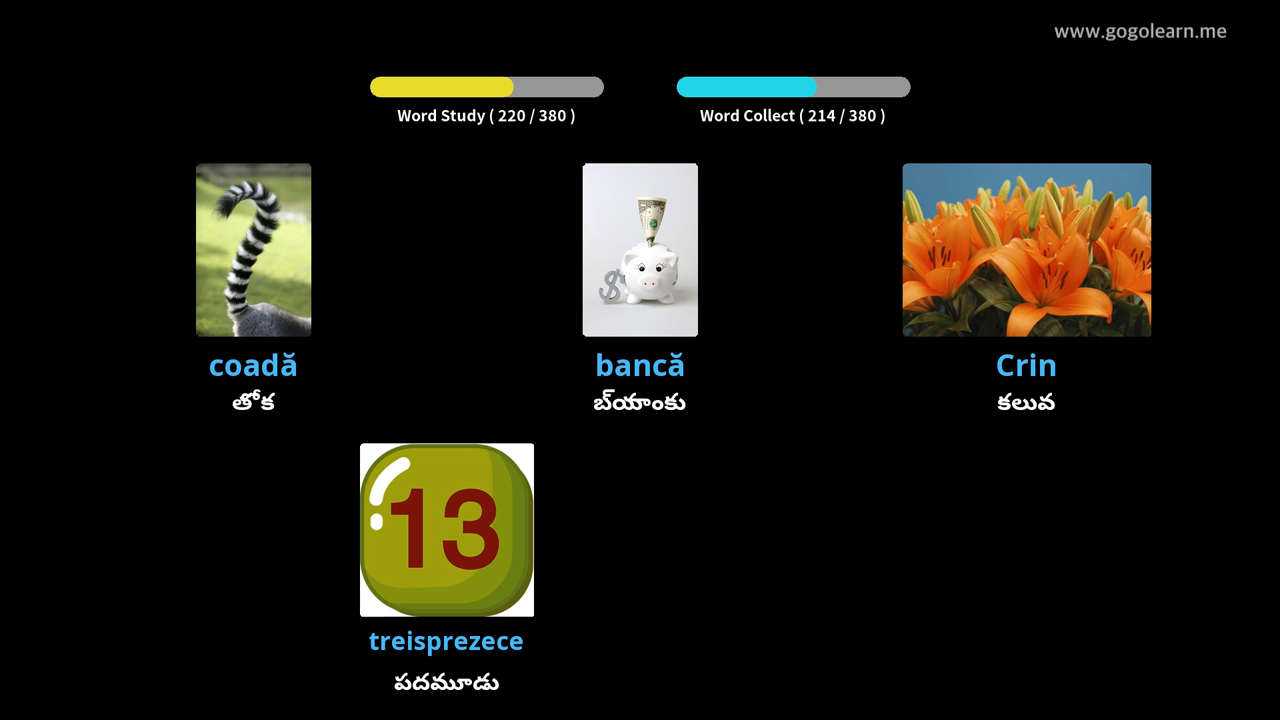 www.gogolearn.me
Word Study ( 220 / 380 )
Word Collect ( 214 / 380 )
coadă
bancă
Crin
తోక
బ్యాంకు
కలువ
13
treisprezece
పదమూడు